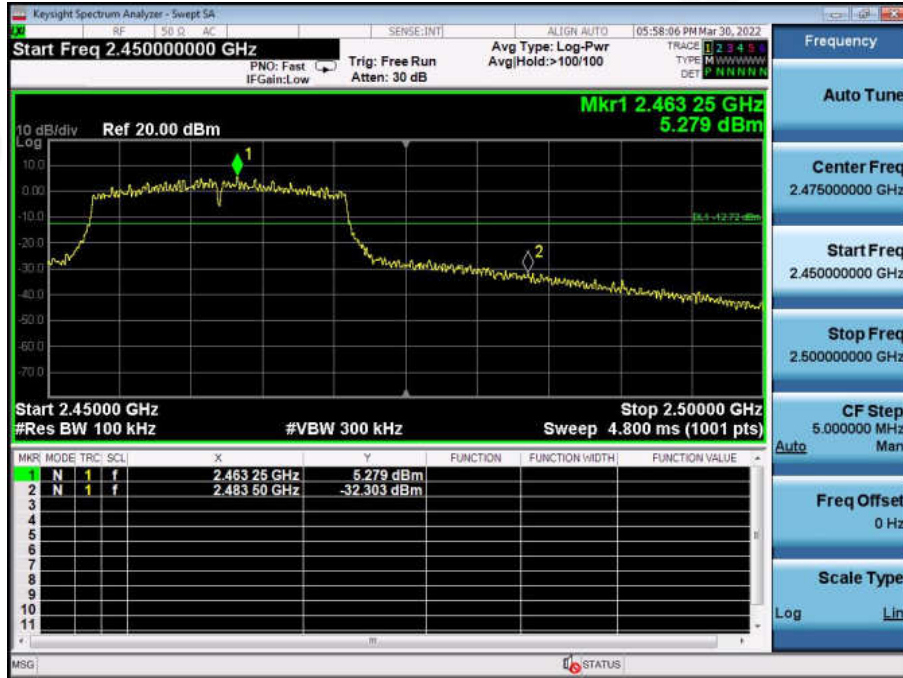 Keysight Spectrum Analyzer - Swept SA
RF 50 Ω AC SENSE:INT ALIGN AUTO 05:58:06 PM Mar 30, 2022
Start Freq 2.450000000 GHz
PNO: Fast
IFGain:Low
Trig: Free Run
Atten: 30 dB
Avg Type: Log-Pwr
Avg|Hold:>100/100
TRACE 1 2 3 4 5 6
TYPE M WWWWW
DET P N N N N N
Frequency
Auto Tune
Center Freq
2.475000000 GHz
Start Freq
2.450000000 GHz
Stop Freq
2.500000000 GHz
CF Step
5.000000 MHz
Auto Man
Freq Offset
0 Hz
Scale Type
Log Lin
Mkr1 2.463 25 GHz
5.279 dBm
10 dB/div Ref 20.00 dBm
Log
10.0
0.00
-10.0
-20.0
-30.0
-40.0
-50.0
-60.0
-70.0
1
DL1 -12.72 dBm
2
Start 2.45000 GHz Stop 2.50000 GHz
#Res BW 100 kHz #VBW 300 kHz Sweep 4.800 ms (1001 pts)
MKR MODE TRC SCL X Y FUNCTION FUNCTION WIDTH FUNCTION VALUE
1 N 1 f 2.463 25 GHz 5.279 dBm
2 N 1 f 2.483 50 GHz -32.303 dBm
3
4
5
6
7
8
9
10
11
MSG STATUS